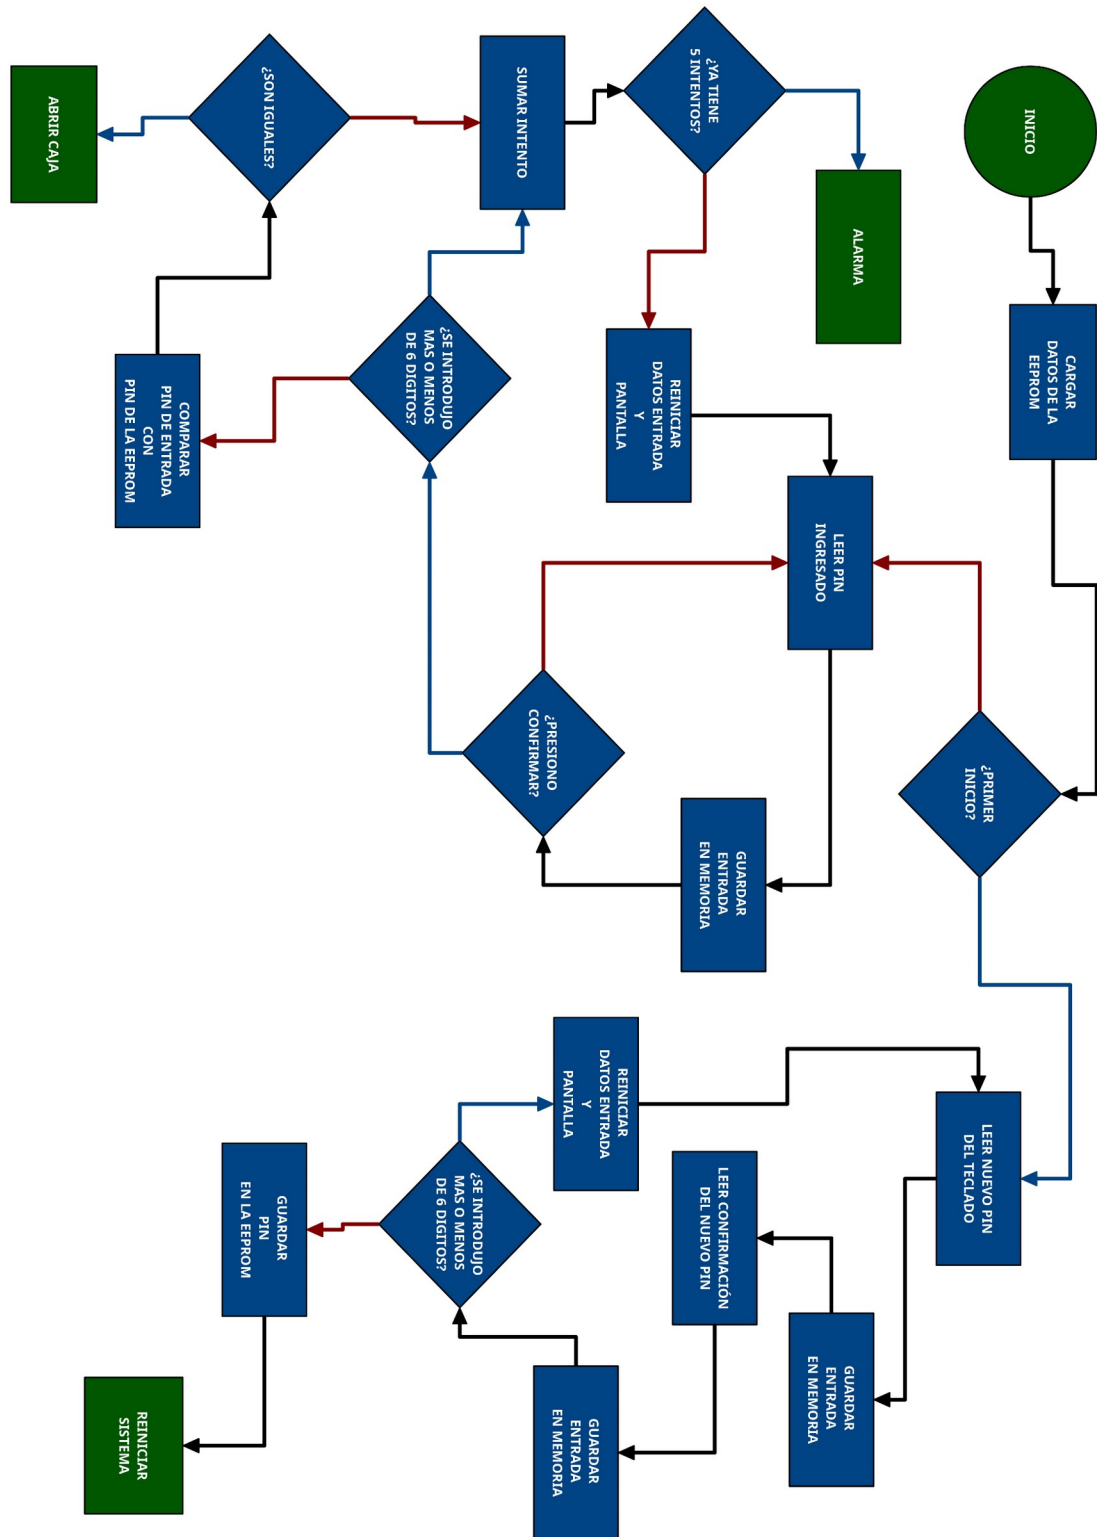 INICIO
CARGAR
DATOS DE LA
EEPROM
¿PRIMER
INICIO?
LEER NUEVO PIN
DEL TECLADO
GUARDAR
ENTRADA
EN MEMORIA
LEER CONFIRMACIÓN
DEL NUEVO PIN
GUARDAR
ENTRADA
EN MEMORIA
¿SE INTRODUJO
MAS O MENOS
DE 6 DIGITOS?
REINICIAR
DATOS ENTRADA
Y
PANTALLA
GUARDAR
PIN
EN LA EEPROM
REINICIAR
SISTEMA
LEER PIN
INGRESADO
GUARDAR
ENTRADA
EN MEMORIA
¿PRESIONO
CONFIRMAR?
¿SE INTRODUJO
MAS O MENOS
DE 6 DIGITOS?
COMPARAR
PIN DE ENTRADA
CON
PIN DE LA EEPROM
¿SON IGUALES?
ABRIR CAJA
SUMAR INTENTO
¿YA TIENE
5 INTENTOS?
ALARMA
REINICIAR
DATOS ENTRADA
Y
PANTALLA